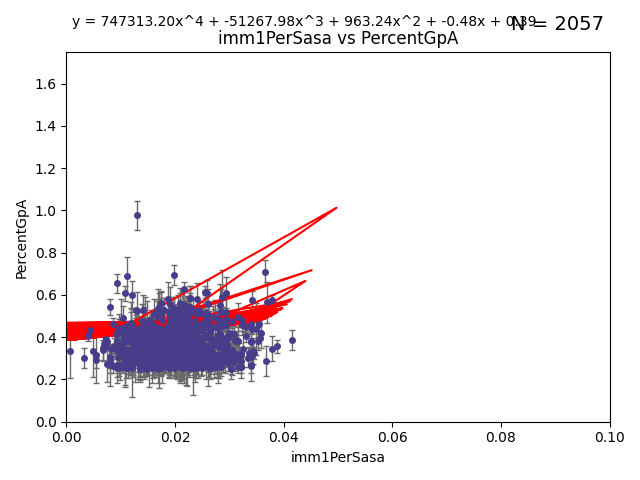 y = 747313.20x^4 + -51267.98x^3 + 963.24x^2 + -0.48x + 0.39
N = 2057
imm1PerSasa vs PercentGpA
1.6
1.4
1.2
1.0
0.8
0.6
0.4
0.2
0.0
PercentGpA
0.00 0.02 0.04 0.06 0.08 0.10
imm1PerSasa